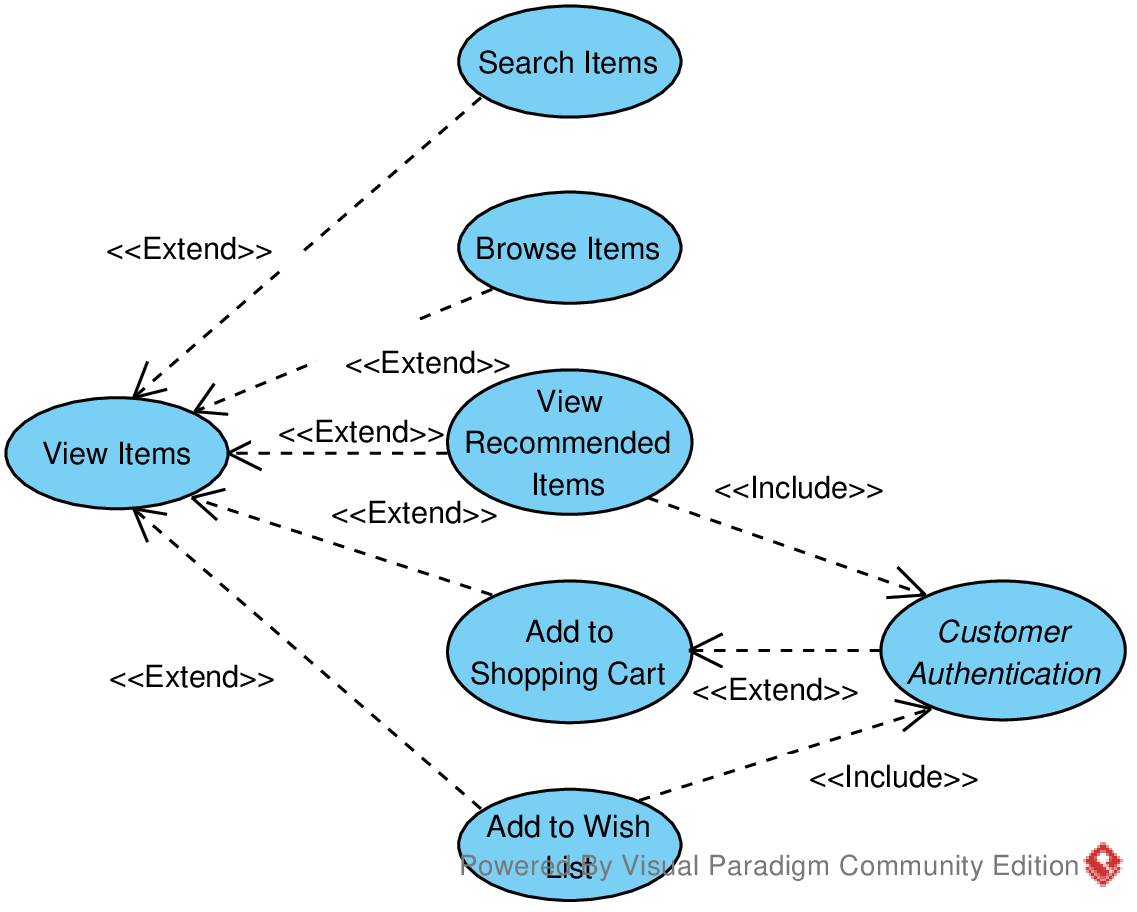 Search Items
<<Extend>>
Browse Items
<<Extend>>
View
Recommended
Items
<<Extend>>
View Items
<<Include>>
<<Extend>>
Add to
Shopping Cart
Customer
Authentication
<<Extend>>
<<Extend>>
<<Include>>
Add to Wish
List
Powered By Visual Paradigm Community Edition